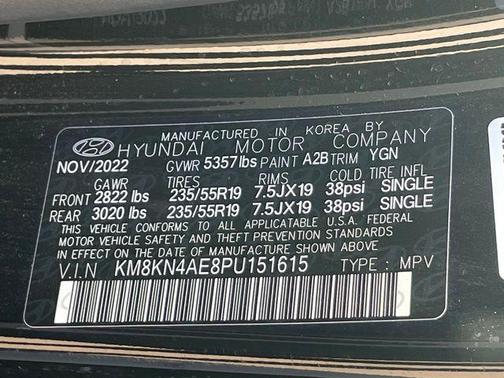 MANUFACTURED IN KOREA BY
HYUNDAI MOTOR COMPANY
NOV/2022 GVWR 5357lbs PAINT A2B TRIM YGN
GAWR TIRES RIMS COLD TIRE INFL
FRONT 2822 lbs 235/55R19 7.5JX19 38psi SINGLE
REAR 3020 lbs 235/55R19 7.5JX19 38psi SINGLE
THIS VEHICLE CONFORMS TO ALL APPLICABLE U.S.A. FEDERAL
MOTOR VEHICLE SAFETY STANDARDS IN EFFECT ON THE
DATE OF MANUFACTURE SHOWN ABOVE.
V.I.N KM8KN4AE8PU151615 TYPE : MPV